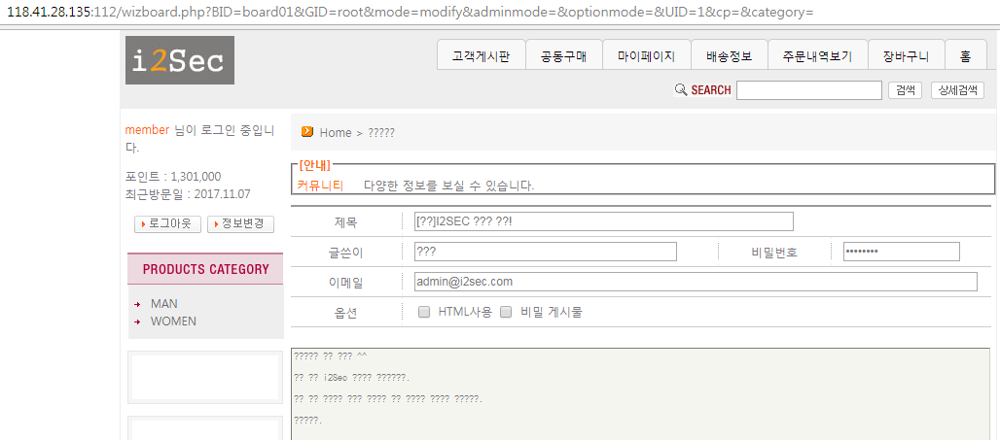 118.41.28.135:112/wizboard.php?BID=board01&GID=root&mode=modify&adminmode=&optionmode=&UID=1&cp=&category=
i2Sec
고객게시판 공동구매 마이페이지 배송정보 주문내역보기 장바구니 홈
SEARCH 검색 상세검색
member 님이 로그인 중입니
다.
포인트 : 1,301,000
최근방문일 : 2017.11.07
로그아웃 정보변경
PRODUCTS CATEGORY
MAN
WOMEN
Home > ?????
[안내]
커뮤니티 다양한 정보를 보실 수 있습니다.
제목 [??]I2SEC ??? ??!
글쓴이 ??? 비밀번호 ••••••••
이메일 admin@i2sec.com
옵션 HTML사용 비밀 게시물
????? ?? ??? ^^
?? ?? i2Sec ???? ??????.
?? ?? ???? ??? ???? ?? ???? ???? ?????.
?????.